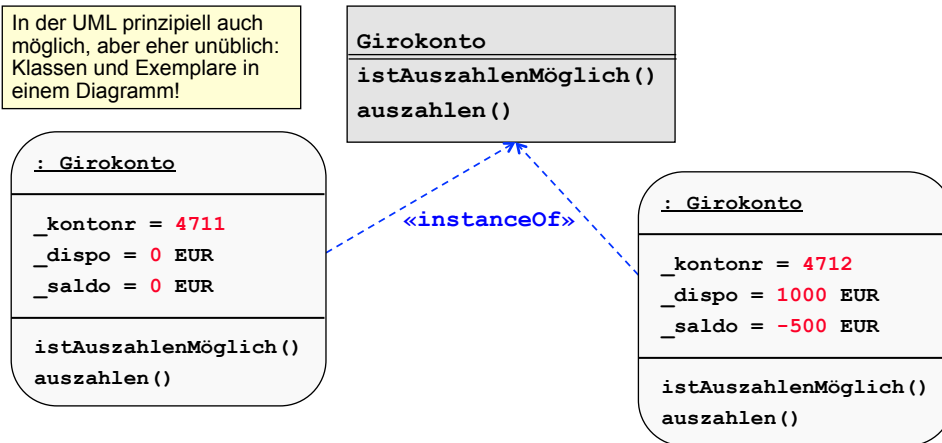 In der UML prinzipiell auch
möglich, aber eher unüblich:
Klassen und Exemplare in
einem Diagramm!
Girokonto
istAuszahlenMöglich()
auszahlen()
: Girokonto
_kontonr = 4711
_dispo = 0 EUR
_saldo = 0 EUR
istAuszahlenMöglich()
auszahlen()
«instanceOf»
: Girokonto
_kontonr = 4712
_dispo = 1000 EUR
_saldo = -500 EUR
istAuszahlenMöglich()
auszahlen()